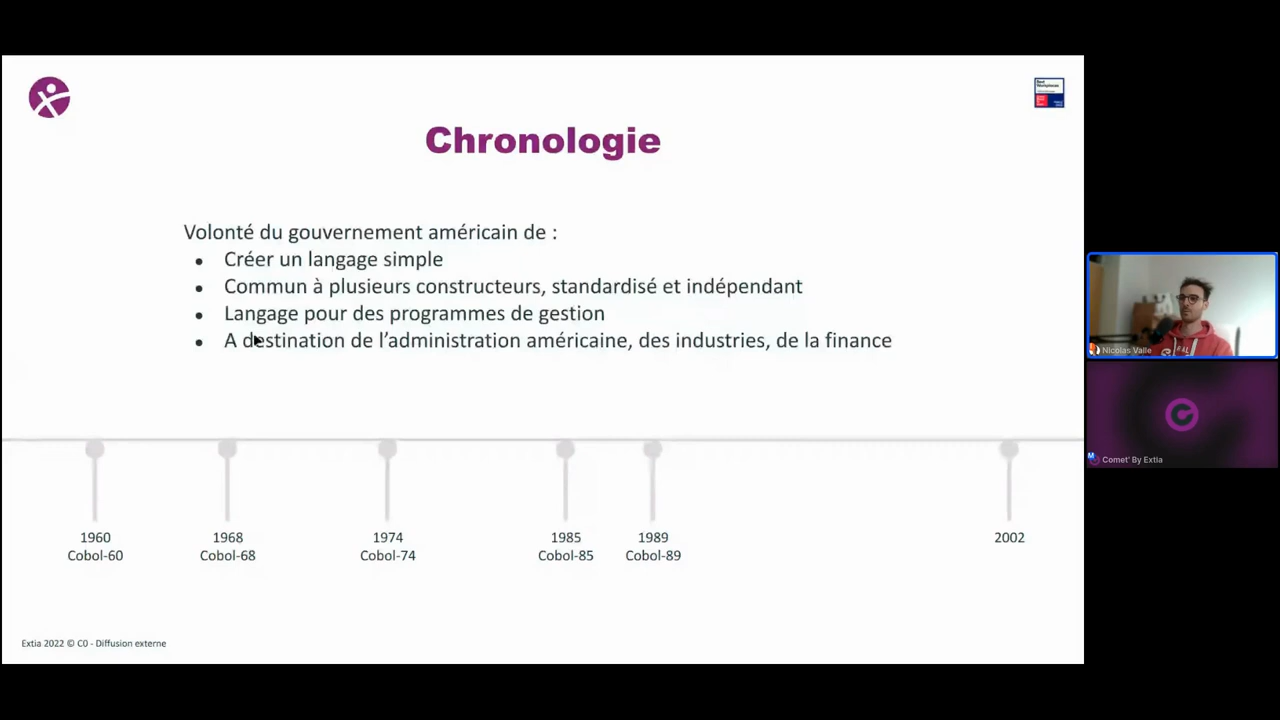 Chronologie
Volonté du gouvernement américain de :
• Créer un langage simple
• Commun à plusieurs constructeurs, standardisé et indépendant
• Langage pour des programmes de gestion
• A destination de l’administration américaine, des industries, de la finance
1960
Cobol-60
1968
Cobol-68
1974
Cobol-74
1985
Cobol-85
1989
Cobol-89
2002
Extia 2022 © C0 - Diffusion externe
Nicolas Valle
Comet' By Extia